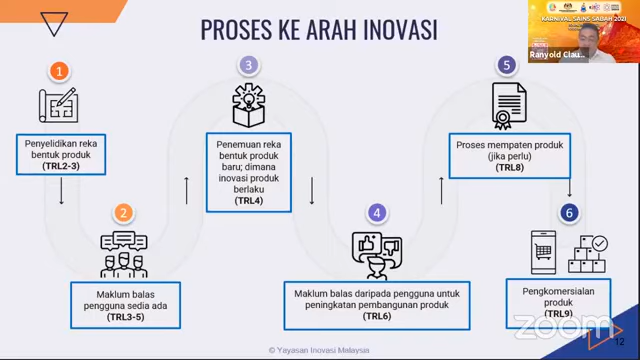 PROSES KE ARAH INOVASI
KARNIVAL SAINS SABAH 2021
Ranyold Clau...
1
Penyelidikan reka
bentuk produk
(TRL2-3)
2
Maklum balas
pengguna sedia ada
(TRL3-5)
3
Penemuan reka
bentuk produk
baru; dimana
inovasi produk
berlaku
(TRL4)
4
Maklum balas daripada pengguna untuk
peningkatan pembangunan produk
(TRL6)
5
Proses mempaten produk
(jika perlu)
(TRL8)
6
Pengkomersialan
produk
(TRL9)
© Yayasan Inovasi Malaysia
zoom
12